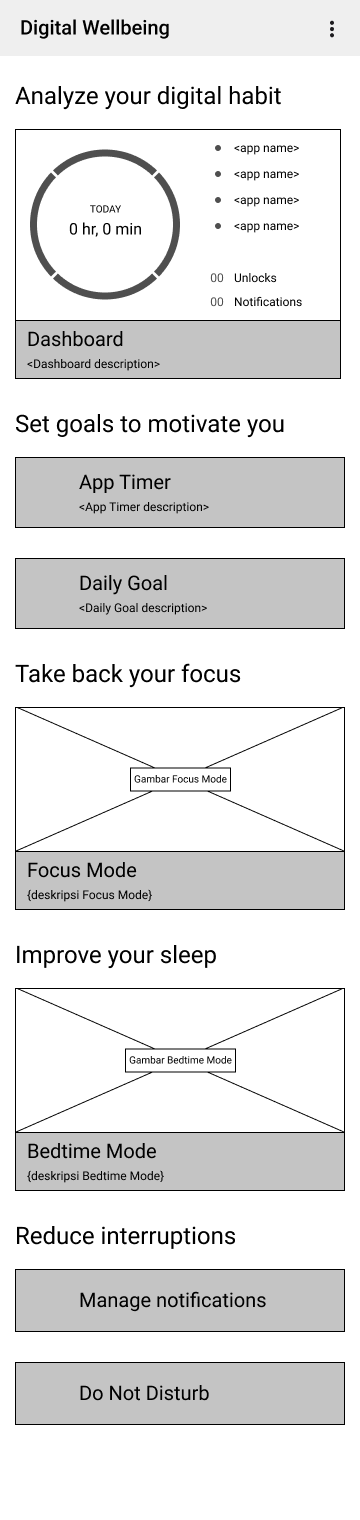 Digital Wellbeing
Analyze your digital habit
TODAY
0 hr, 0 min
<app name>
<app name>
<app name>
<app name>
00 Unlocks
00 Notifications
Dashboard
<Dashboard description>
Set goals to motivate you
App Timer
<App Timer description>
Daily Goal
<Daily Goal description>
Take back your focus
Gambar Focus Mode
Focus Mode
{deskripsi Focus Mode}
Improve your sleep
Gambar Bedtime Mode
Bedtime Mode
{deskripsi Bedtime Mode}
Reduce interruptions
Manage notifications
Do Not Disturb